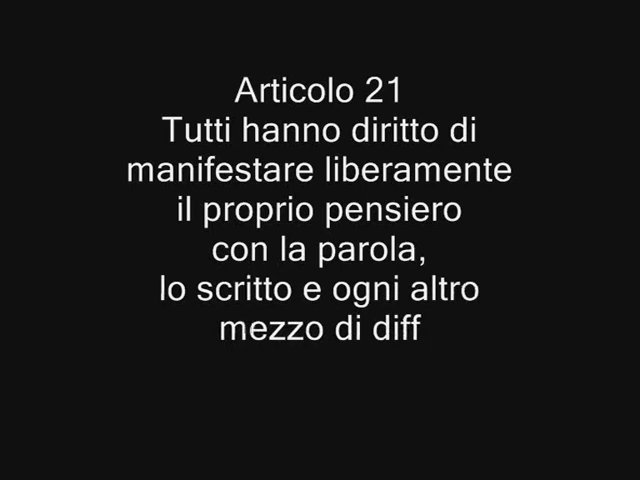 Articolo 21
Tutti hanno diritto di
manifestare liberamente
il proprio pensiero
con la parola,
lo scritto e ogni altro
mezzo di diff